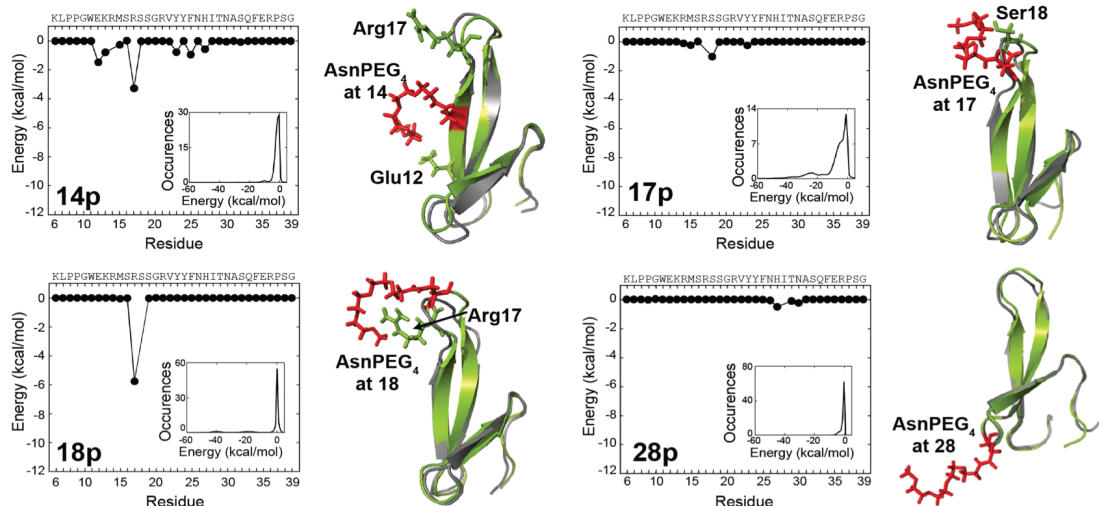 KLPPGWEKRMSRSSGRVYYFNHITNASQFERPSG
0
-2
-4
-6
-8
-10
-12
Energy (kcal/mol)
30
15
0
Occurences
-60 -40 -20 0
Energy (kcal/mol)
14p
6 10 15 20 25 30 35 39
Residue
Arg17
AsnPEG4
at 14
Glu12
KLPPGWEKRMSRSSGRVYYFNHITNASQFERPSG
0
-2
-4
-6
-8
-10
-12
Energy (kcal/mol)
14
7
0
Occurences
-60 -40 -20 0
Energy (kcal/mol)
17p
6 10 15 20 25 30 35 39
Residue
Ser18
AsnPEG4
at 17
KLPPGWEKRMSRSSGRVYYFNHITNASQFERPSG
0
-2
-4
-6
-8
-10
-12
Energy (kcal/mol)
60
30
0
Occurences
-60 -40 -20 0
Energy (kcal/mol)
18p
6 10 15 20 25 30 35 39
Residue
Arg17
AsnPEG4
at 18
KLPPGWEKRMSRSSGRVYYFNHITNASQFERPSG
0
-2
-4
-6
-8
-10
-12
Energy (kcal/mol)
80
40
0
Occurences
-60 -40 -20 0
Energy (kcal/mol)
28p
6 10 15 20 25 30 35 39
Residue
AsnPEG4
at 28